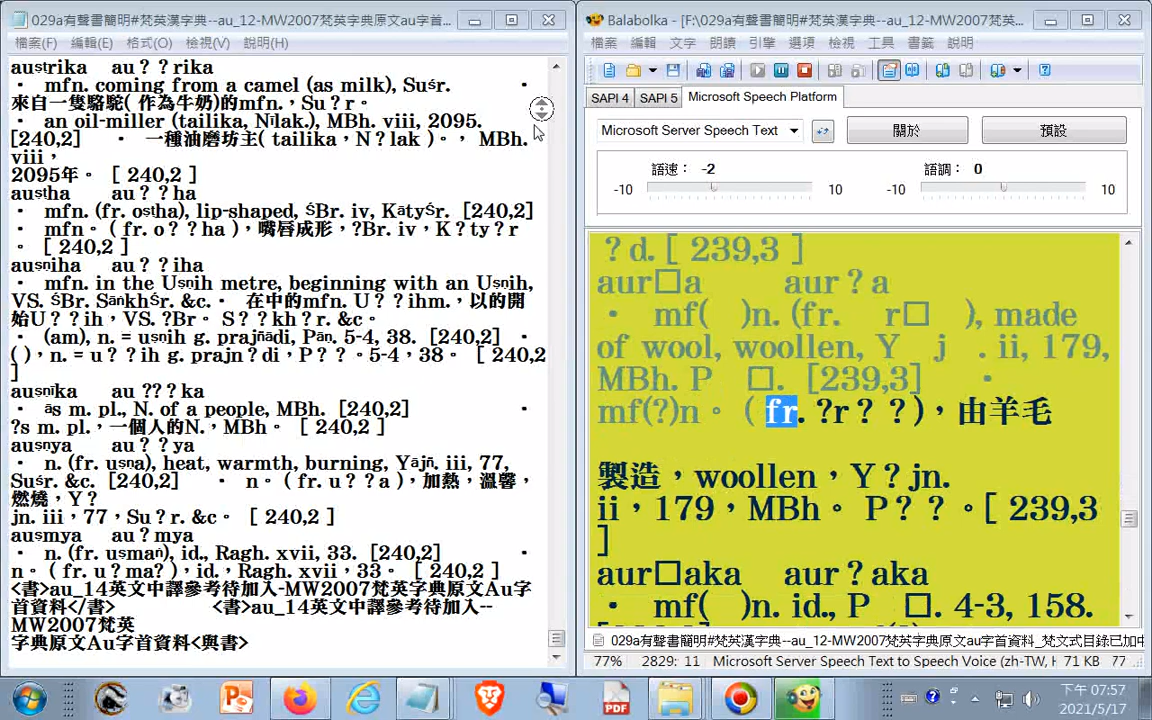 029a有聲書簡明#梵英漢字典--au_12-MW2007梵英字典原文au字首...
檔案(F) 編輯(E) 格式(O) 檢視(V) 說明(H)
auṣṭrika au??rika
• mfn. coming from a camel (as milk), Suśr. •
來自一隻駱駝( 作為牛奶)的mfn.，Su?r。
• an oil-miller (tailika, Nīlak.), MBh. viii, 2095.
[240,2] • 一種油磨坊主( tailika，N?lak )。， MBh.
viii，
2095年。 [ 240,2 ]
auṣṭha au??ha
• mfn. (fr. oṣṭha), lip-shaped, ŚBr. iv, KātyŚr. [240,2]
• mfn。( fr. o??ha )，嘴唇成形，?Br. iv，K?ty?r
。[ 240,2 ]
auṣṇiha au??iha
• mfn. in the Uṣṇih metre, beginning with an Uṣṇih,
VS. ŚBr. ŚāṅkhŚr. &c. • 在中的mfn. U??ihm.，以的開
始U??ih，VS. ?Br。 S??kh?r. &c。
• (am), n. = uṣṇih g. prajñādi, Pāṇ. 5-4, 38. [240,2]
( )，n. = u??ih g. prajn?di，P??。5-4，38。 [ 240,2
]
auṣṇīka au???ka
• ās m. pl., N. of a people, MBh. [240,2] •
?s m. pl.，一個人的N.，MBh。 [ 240,2 ]
auṣṇya au??ya
• n. (fr. uṣṇa), heat, warmth, burning, Yājñ. iii, 77,
Suśr. &c. [240,2] • n。( fr. u??a )，加熱，溫馨，
燃燒，Y?
jn. iii，77，Su?r. &c。 [ 240,2 ]
auṣmya au?mya
• n. (fr. uṣman), id., Ragh. xvii, 33. [240,2] •
n。( fr. u?ma? )，id.，Ragh. xvii，33。 [ 240,2 ]
<書>au_14英文中譯參考待加入-MW2007梵英字典原文Au字
首資料</書> <書>au_14英文中譯參考待加入--
MW2007梵英
字典原文Au字首資料<與書>
Balabolka - [F:\029a有聲書簡明#梵英漢字典--au_12-MW2007梵英...
檔案 編輯 文字 朗讀 引擎 選項 檢視 工具 書籤 說明
SAPI 4 SAPI 5 Microsoft Speech Platform
Microsoft Server Speech Text 關於 預設
語速： -2 語調： 0
-10 10 -10 10
?d. [ 239,3 ]
aur□a aur?a
• mf( )n. (fr. r□ ), made
of wool, woollen, Y j . ii, 179,
MBh. P □. [239,3] •
mf(?)n。( fr. ?r??)，由羊毛
製造，woollen，Y?jn.
ii，179，MBh。 P??。[ 239,3
]
aur□aka aur?aka
• mf( )n. id., P □. 4-3, 158.
029a有聲書簡明#梵英漢字典--au_12-MW2007梵英字典原文au字首資料_梵文式目錄已加中
77% 2829: 11 Microsoft Server Speech Text to Speech Voice (zh-TW, H 71 KB 77
下午 07:57
2021/5/17